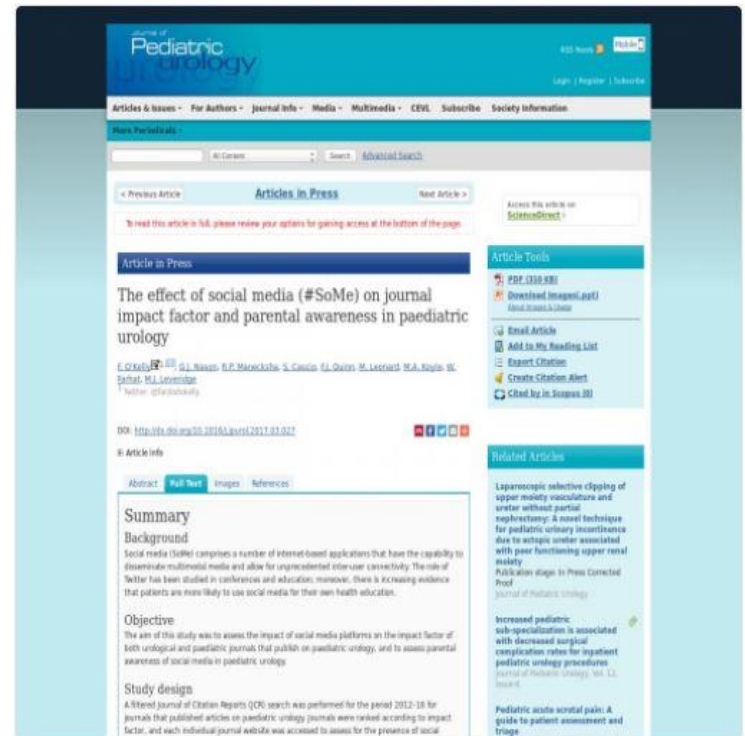 Journal of
Pediatric
urology
RSS Feeds
Mobile
Login | Register | Subscribe
Articles & Issues
For Authors
Journal Info
Media
Multimedia
CEVL
Subscribe
Society Information
More Periodicals
All Content
Search
Advanced Search
< Previous Article
Articles in Press
Next Article >
Access this article on
ScienceDirect
To read this article in full, please review your options for gaining access at the bottom of the page.
Article in Press
The effect of social media (#SoMe) on journal
impact factor and parental awareness in paediatric
urology
F. O'Kelly, G.J. Nason, R.P. Manecksha, S. Cascio, F.J. Quinn, M. Leonard, M.A. Koyle, W.
Farhat, M.J. Leveridge
Twitter:
DOI:
Article Info
Abstract
Full Text
Images
References
Summary
Background
Social media (SoMe) comprises a number of internet-based applications that have the capability to
disseminate multimodal media and allow for unprecedented inter-user connectivity. The role of
Twitter has been studied in conferences and education; moreover, there is increasing evidence
that patients are more likely to use social media for their own health education.
Objective
The aim of this study was to assess the impact of social media platforms on the impact factor of
both urological and paediatric journals that publish on paediatric urology, and to assess parental
awareness of social media in paediatric urology.
Study design
A filtered Journal of Citation Reports (JCR) search was performed for the period 2012-16 for
journals that published articles on paediatric urology. Journals were ranked according to impact
factor, and each individual journal website was accessed to assess for the presence of social
Article Tools
PDF (310 KB)
Download Images(.ppt)
About Images & Usage
Email Article
Add to My Reading List
Export Citation
Create Citation Alert
Cited by in Scopus (0)
Related Articles
Laparoscopic selective clipping of
upper moiety vasculature and
ureter without partial
nephrectomy: A novel technique
for pediatric urinary incontinence
due to ectopic ureter associated
with poor functioning upper renal
moiety
Publication stage: In Press Corrected
Proof
Journal of Pediatric Urology
Increased pediatric
sub-specialization is associated
with decreased surgical
complication rates for inpatient
pediatric urology procedures
Journal of Pediatric Urology, Vol. 12,
Pediatric acute scrotal pain: A
guide to patient assessment and
triage